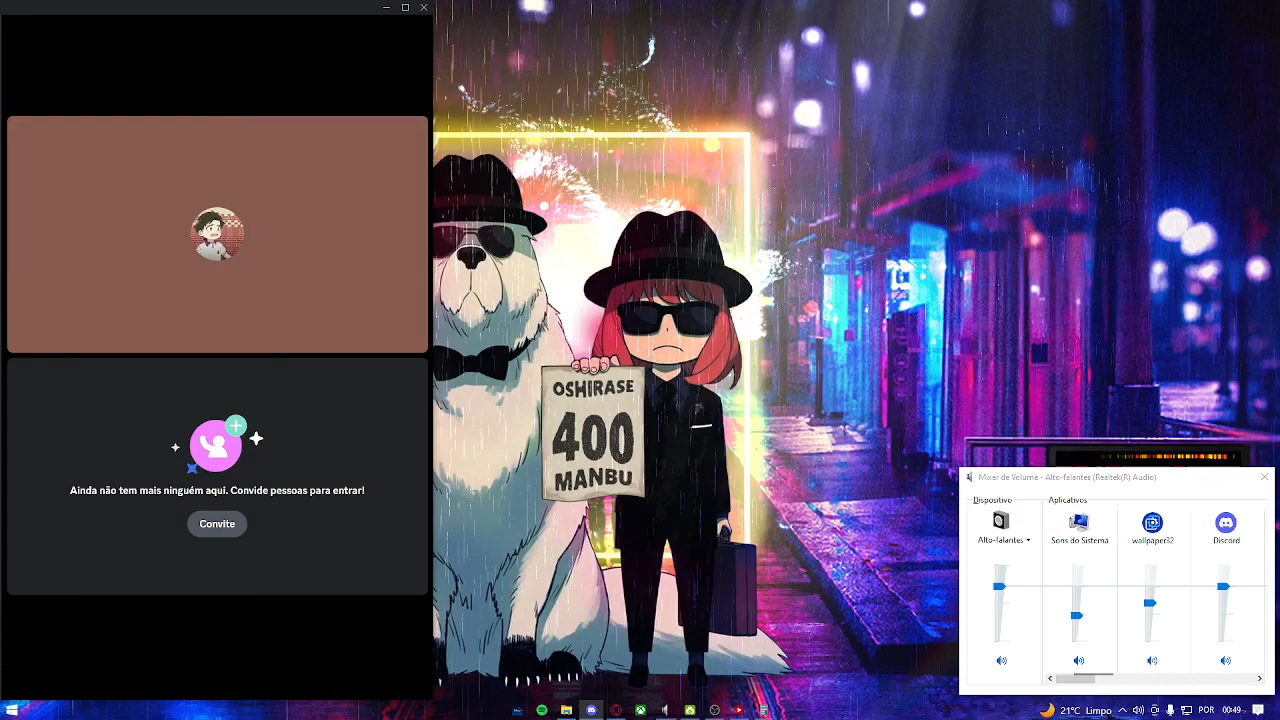 Ainda não tem mais ninguém aqui. Convide pessoas para entrar!
Convite
OSHIRASE
400
MANBU
Mixer de Volume - Alto-falantes (Realtek(R) Audio)
Dispositivo
Aplicativos
Alto-falantes
Sons do Sistema
wallpaper32
Discord
21°C Limpo
POR
00:49